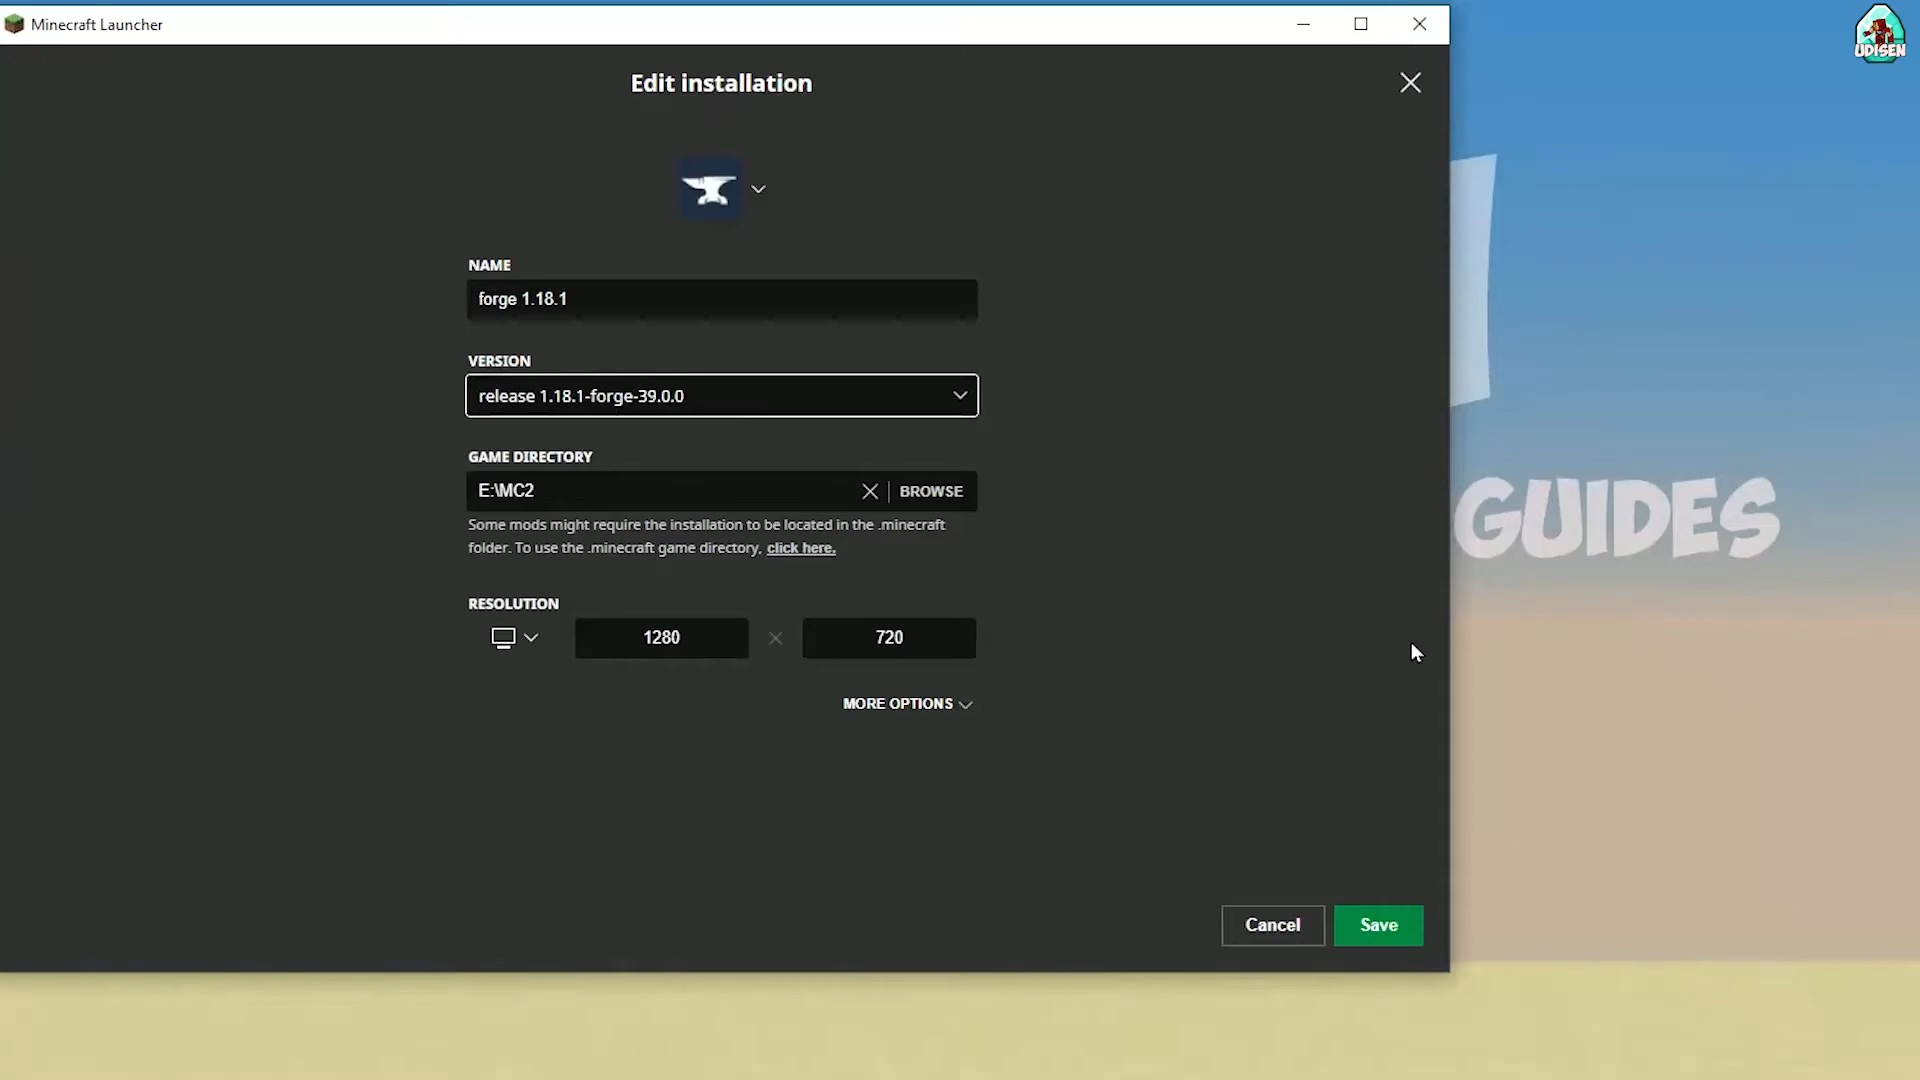 Minecraft Launcher
UDISEN
Edit installation
NAME
forge 1.18.1
VERSION
release 1.18.1-forge-39.0.0
GAME DIRECTORY
E:\MC2
BROWSE
Some mods might require the installation to be located in the .minecraft
folder. To use the .minecraft game directory, click here.
GUIDES
RESOLUTION
1280
720
MORE OPTIONS
Cancel
Save